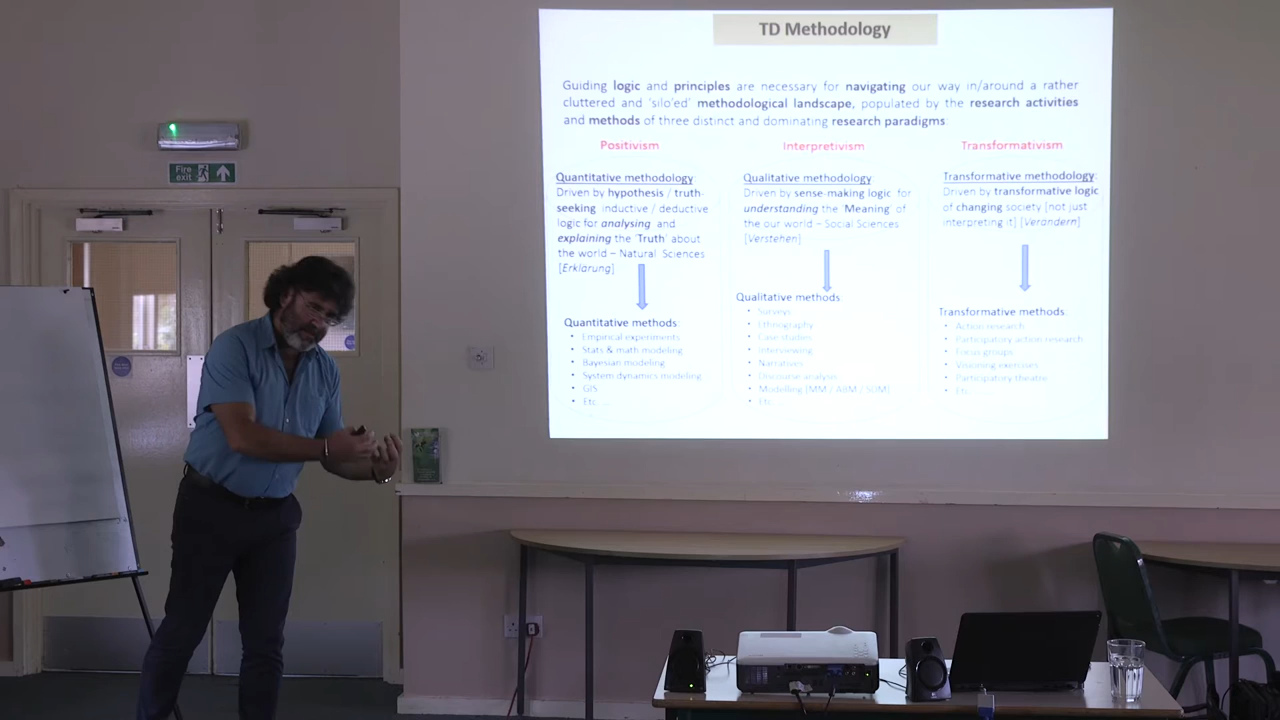 TD Methodology
Guiding logic and principles are necessary for navigating our way in/around a rather
cluttered and 'silo'ed' methodological landscape, populated by the research activities
and methods of three distinct and dominating research paradigms:
Positivism
Quantitative methodology:
Driven by hypothesis / truth-
seeking inductive / deductive
logic for analysing and
explaining the 'Truth' about
the world – Natural Sciences
[Erklarung]
Quantitative methods:
• Empirical experiments
• Stats & math modeling
• Bayesian modeling
• System dynamics modeling
• GIS
• Etc. ...
Interpretivism
Qualitative methodology:
Driven by sense-making logic for
understanding the 'Meaning' of
the our world – Social Sciences
[Verstehen]
Qualitative methods:
• Surveys
• Ethnography
• Case studies
• Interviewing
• Narratives
• Discourse analysis
• Modelling (MM / ABM / SDM)
• Etc.
Transformativism
Transformative methodology:
Driven by transformative logic
of changing society [not just
interpreting it] [Verändern]
Transformative methods:
• Action research
• Participatory action research
• Focus groups
• Visioning exercises
• Participatory theatre
• Etc.
Fire
exit